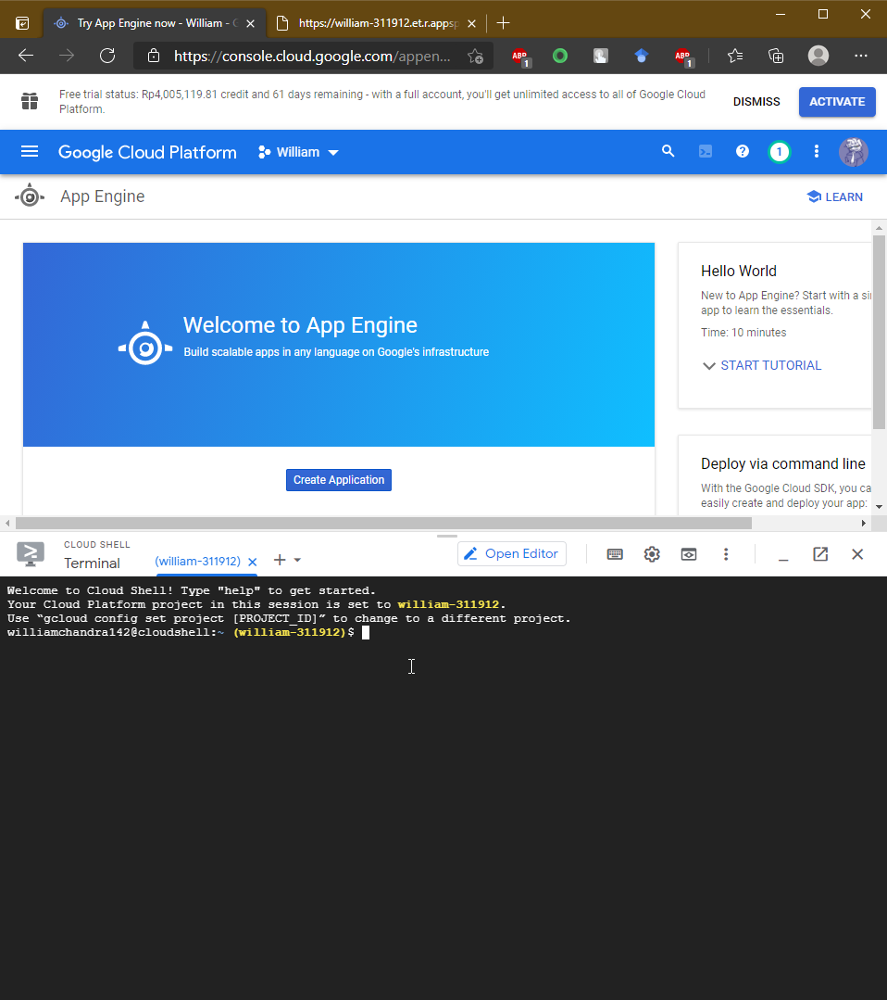 Try App Engine now - William - G
https://william-311912.et.r.appsp
https://console.cloud.google.com/appen...
ABP
1
ABP
1
Free trial status: Rp4,005,119.81 credit and 61 days remaining - with a full account, you'll get unlimited access to all of Google Cloud
Platform.
DISMISS
ACTIVATE
Google Cloud Platform
William
1
App Engine
LEARN
Welcome to App Engine
Build scalable apps in any language on Google's infrastructure
Create Application
Hello World
New to App Engine? Start with a si
app to learn the essentials.
Time: 10 minutes
START TUTORIAL
Deploy via command line
With the Google Cloud SDK, you ca
easily create and deploy your app:
CLOUD SHELL
Terminal
(william-311912)
Open Editor
Welcome to Cloud Shell! Type "help" to get started.
Your Cloud Platform project in this session is set to william-311912.
Use “gcloud config set project [PROJECT_ID]” to change to a different project.
williamchandra142@cloudshell:~ (william-311912)$